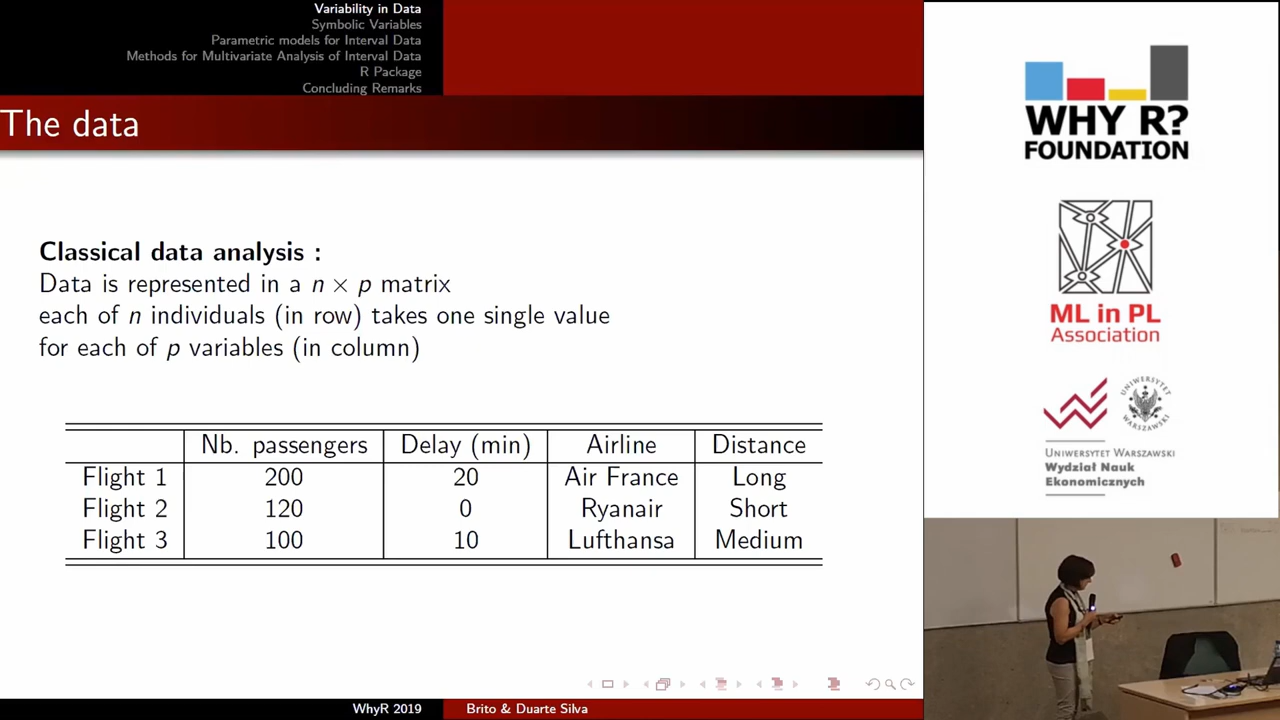 Variability in Data
Symbolic Variables
Parametric models for Interval Data
Methods for Multivariate Analysis of Interval Data
R Package
Concluding Remarks
The data
Classical data analysis :
Data is represented in a n × p matrix
each of n individuals (in row) takes one single value
for each of p variables (in column)
Nb. passengers Delay (min) Airline Distance
Flight 1 200 20 Air France Long
Flight 2 120 0 Ryanair Short
Flight 3 100 10 Lufthansa Medium
WhyR 2019 Brito & Duarte Silva
WHY R?
FOUNDATION
ML in PL
Association
UNIWERSYTET
WARSZAWSKI
UNIWERSYTET WARSZAWSKI
Wydział Nauk
Ekonomicznych